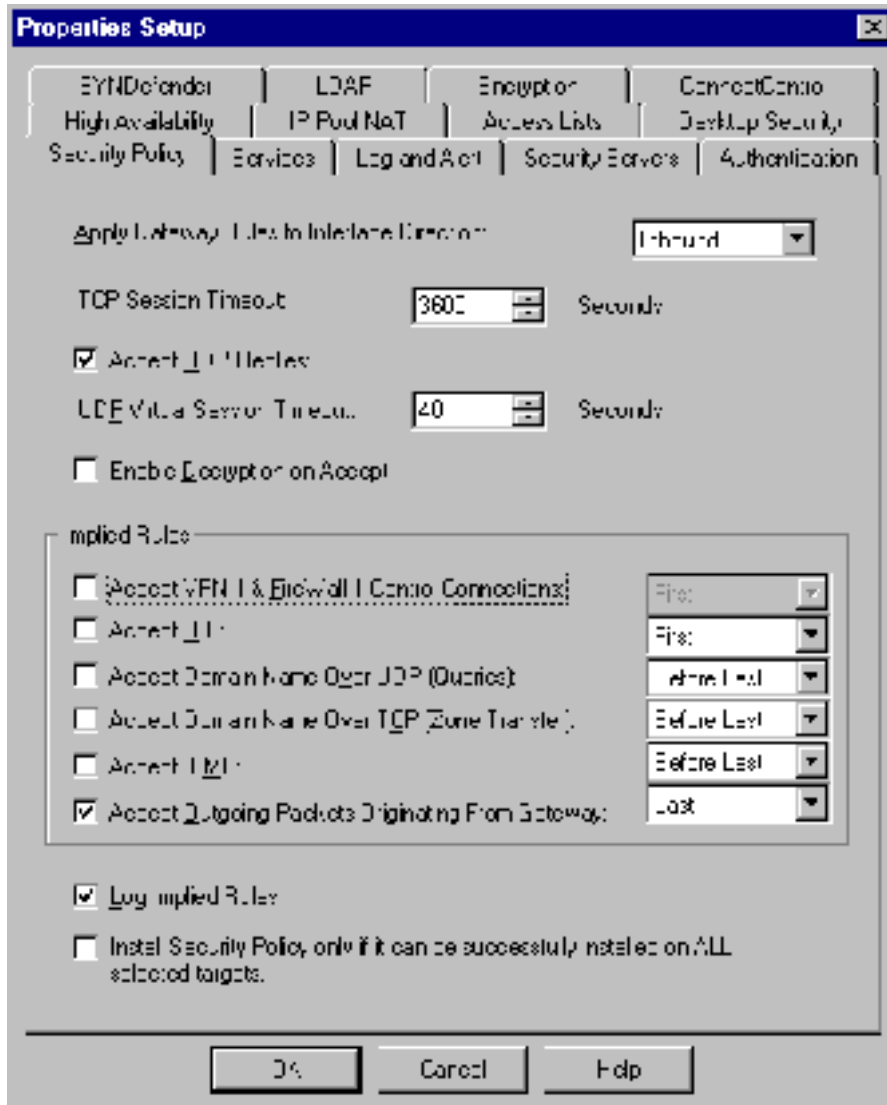 Properties Setup
SYNDefender LDAP Encryption ConnectControl
High Availability IP Pool NAT Access Lists Desktop Security
Security Policy Services Log and Alert Security Servers Authentication
Apply Gateway Rules to Interface Direction: Inbound
TCP Session Timeout: 3600 Seconds
Accept UDP Replies:
UDP Virtual Session Timeout: 40 Seconds
Enable Decryption on Accept
Implied Rules
Accept VPN-1 & FireWall-1 Control Connections: First
Accept First
Accept Domain Name Over UDP (Queries): Before Last
Accept Domain Name Over TCP (Zone Transfer): Before Last
Accept ICMP: Before Last
Accept Outgoing Packets Originating From Gateway: Last
Log Implied Rules
Install Security Policy only if it can be successfully installed on ALL
selected targets.
OK Cancel Help